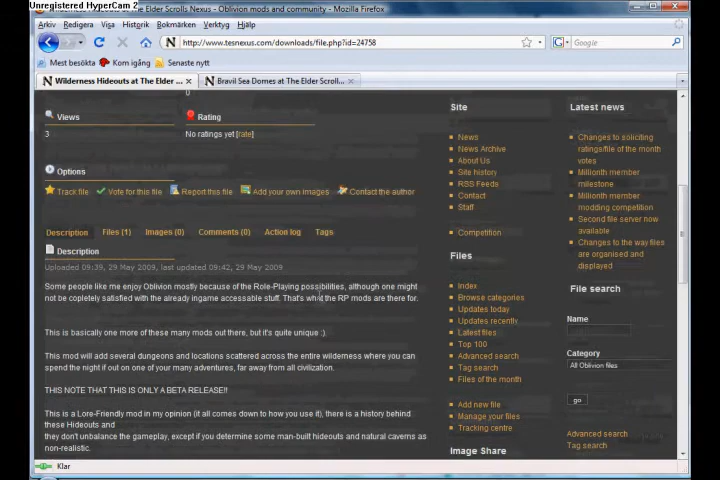 Unregistered HyperCam 2
Wilderness Hideouts at The Elder Scrolls Nexus - Oblivion mods and community - Mozilla Firefox
Arkiv Redigera Visa Historik Bokmärken Verktyg Hjälp
http://www.tesnexus.com/downloads/file.php?id=24758
Google
Mest besökta Kom igång Senaste nytt
Wilderness Hideouts at The Elder ... Bravil Sea Domes at The Elder Scroll...
0
Views Rating
3 No ratings yet [rate]
Options
Track file Vote for this file Report this file Add your own images Contact the author
Description Files (1) Images (0) Comments (0) Action log Tags
Description
Uploaded 09:39, 29 May 2009, last updated 09:42, 29 May 2009
Some people like me enjoy Oblivion mostly because of the Role-Playing possibilities, although one might
not be copletely satisfied with the already ingame accessable stuff. That's what the RP mods are there for.
This is basically one more of these many mods out there, but it's quite unique :).
This mod will add several dungeons and locations scattered across the entire wilderness where you can
spend the night if out on one of your many adventures, far away from all civilization.
THIS NOTE THAT THIS IS ONLY A BETA RELEASE!!
This is a Lore-Friendly mod in my opinion (it all comes down to how you use it), there is a history behind
these Hideouts and
they don't unbalance the gameplay, except if you determine some man-built hideouts and natural caverns as
non-realistic.
Site
News
News Archive
About Us
Site history
RSS Feeds
Contact
Staff
Competition
Files
Index
Browse categories
Updates today
Updates recently
Latest files
Top 100
Advanced search
Tag search
Files of the month
Add new file
Manage your files
Tracking centre
Image Share
Latest news
Changes to soliciting
ratings/file of the month
votes
Millionth member
milestone
Millionth member
modding competition
Second file server now
available
Changes to the way files
are organised and
displayed
File search
Name
Category
All Oblivion files
go
Advanced search
Tag search
Klar